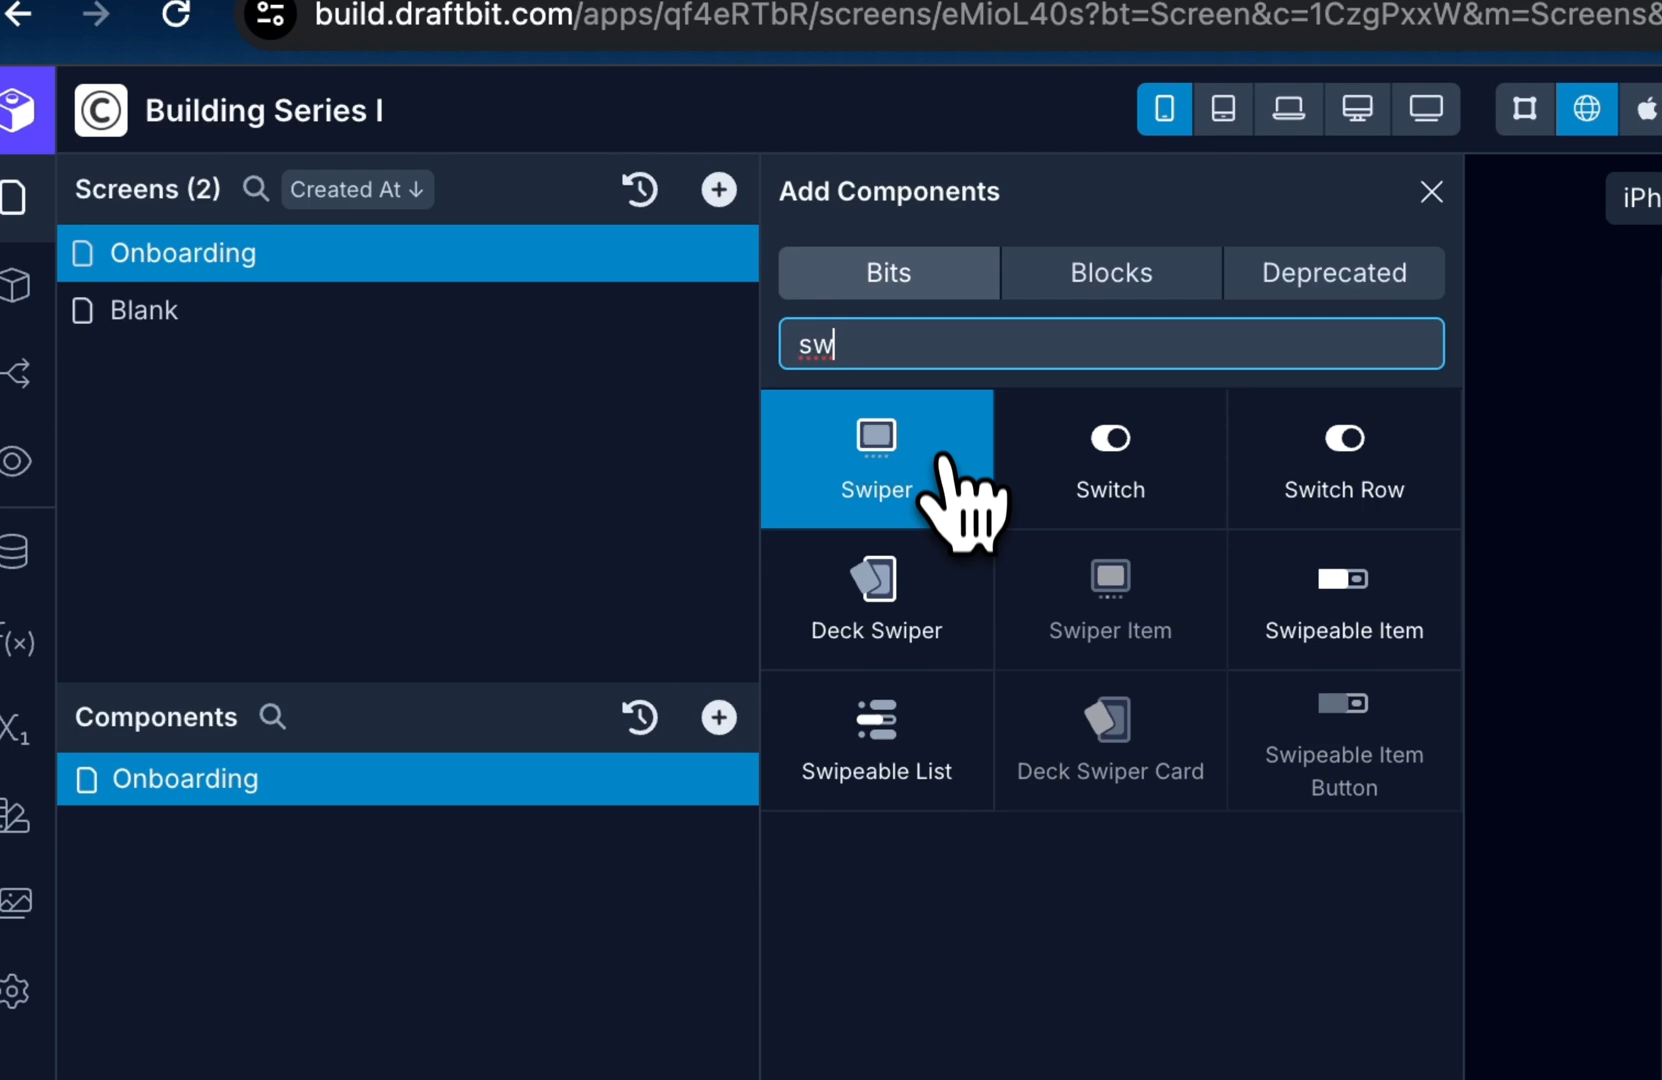 build.draftbit.com/apps/qf4eRTbR/screens/eMioL40s?bt=Screen&c=1CzgPxxW&m=Screens&
Building Series I
Screens (2)
Created At ↓
Onboarding
Blank
Components
Onboarding
Add Components
Bits
Blocks
Deprecated
sw
Swiper
Switch
Switch Row
Deck Swiper
Swiper Item
Swipeable Item
Swipeable List
Deck Swiper Card
Swipeable Item
Button
iPh
(x)
X1